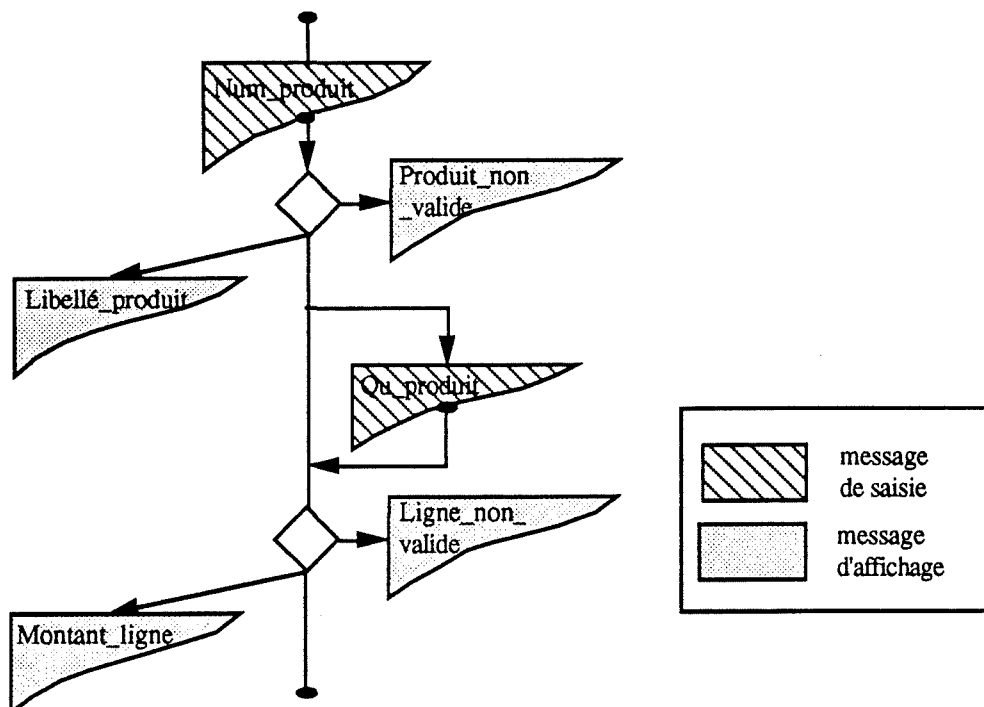 Num_produit
Produit_non
_valide
Libellé_produit
Qu_produit
message
de saisie
Ligne_non_
valide
message
d'affichage
Montant_ligne